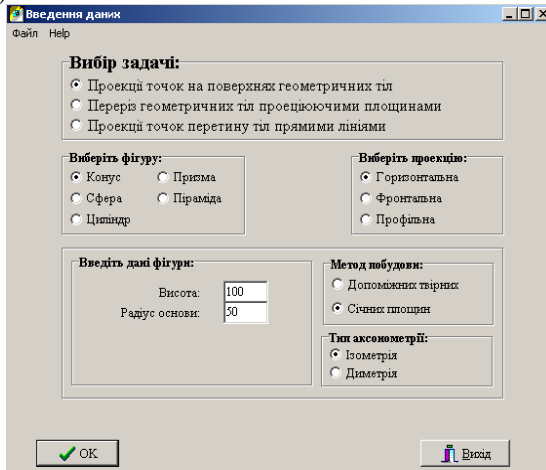 Введення даних
Файл Help
Вибір задачі:
Проекції точок на поверхнях геометричних тіл
Переріз геометричних тіл проеціюючими площинами
Проекції точок перетину тіл прямими лініями
Виберіть фігуру:
Конус Призма
Сфера Піраміда
Циліндр
Виберіть проекцію:
Горизонтальна
Фронтальна
Профільна
Введіть дані фігури:
Висота: 100
Радіус основи: 50
Метод побудови:
Допоміжних твірних
Січних площин
Тип аксонометрії:
Ізометрія
Диметрія
OK
Вихід